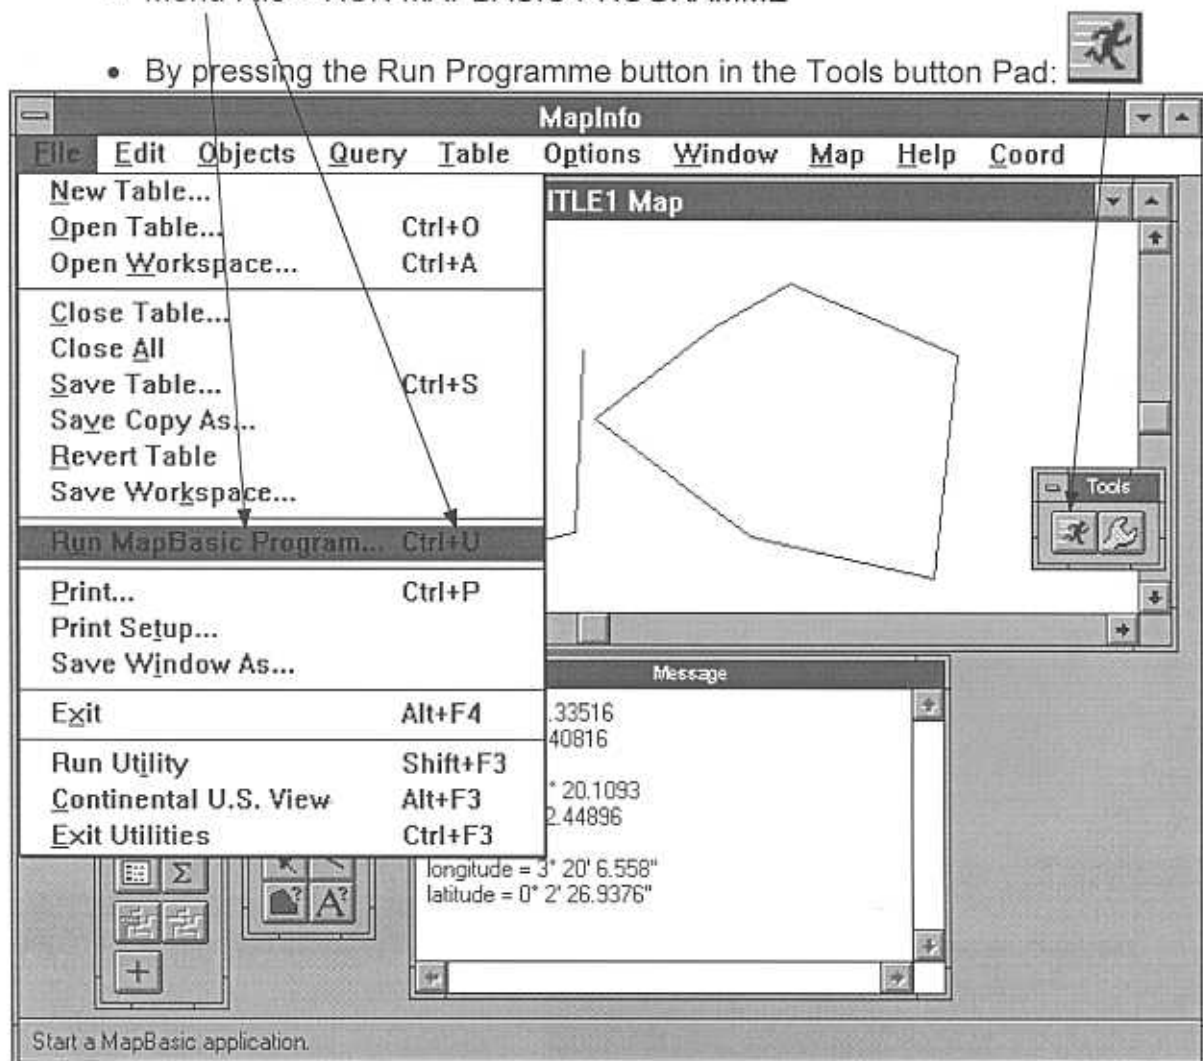 • By pressing the Run Programme button in the Tools button Pad:
MapInfo
File Edit Objects Query Table Options Window Map Help Coord
New Table...
Open Table... Ctrl+O
Open Workspace... Ctrl+A
Close Table...
Close All
Save Table... Ctrl+S
Save Copy As...
Revert Table
Save Workspace...
Run MapBasic Program... Ctrl+U
Print... Ctrl+P
Print Setup...
Save Window As...
Exit Alt+F4
Run Utility Shift+F3
Continental U.S. View Alt+F3
Exit Utilities Ctrl+F3
ITLE1 Map
Tools
Message
.33516
40816
° 20.1093
2.44896
longitude = 3° 20' 6.558"
latitude = 0° 2' 26.9376"
Σ
A?
Start a MapBasic application.